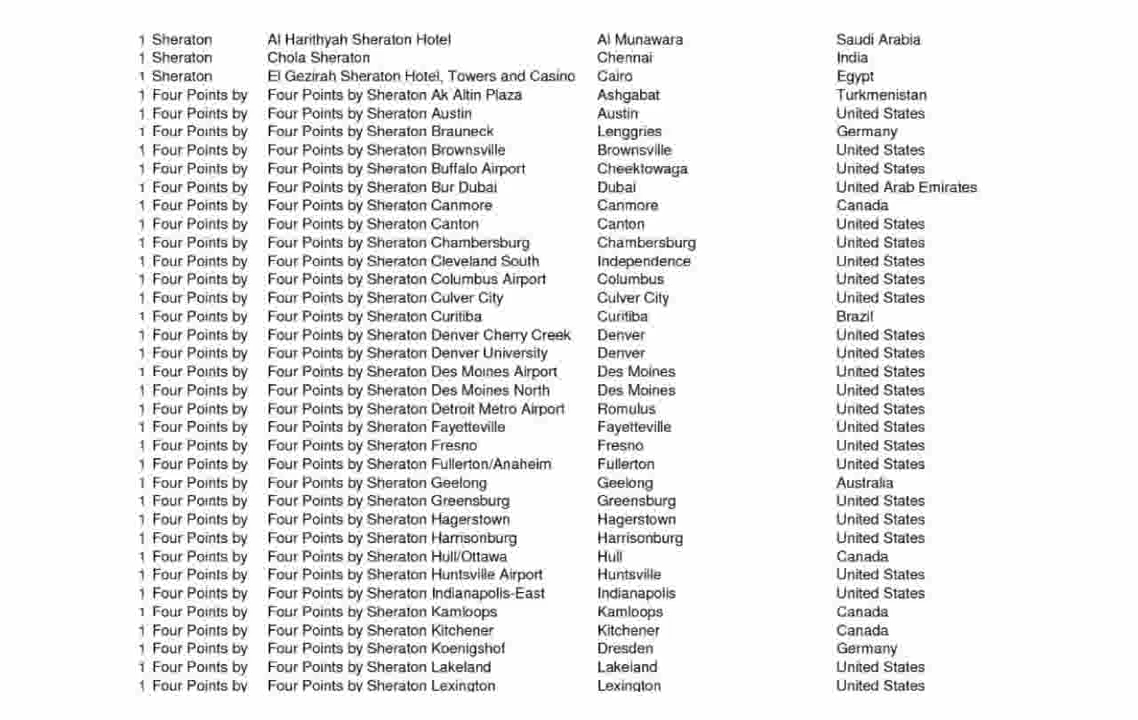 1 Sheraton Al Harithyah Sheraton Hotel Al Munawara Saudi Arabia
1 Sheraton Chola Sheraton Chennai India
1 Sheraton El Gezirah Sheraton Hotel, Towers and Casino Cairo Egypt
1 Four Points by Four Points by Sheraton Ak Altin Plaza Ashgabat Turkmenistan
1 Four Points by Four Points by Sheraton Austin Austin United States
1 Four Points by Four Points by Sheraton Brauneck Lenggries Germany
1 Four Points by Four Points by Sheraton Brownsville Brownsville United States
1 Four Points by Four Points by Sheraton Buffalo Airport Cheektowaga United States
1 Four Points by Four Points by Sheraton Bur Dubai Dubai United Arab Emirates
1 Four Points by Four Points by Sheraton Canmore Canmore Canada
1 Four Points by Four Points by Sheraton Canton Canton United States
1 Four Points by Four Points by Sheraton Chambersburg Chambersburg United States
1 Four Points by Four Points by Sheraton Cleveland South Independence United States
1 Four Points by Four Points by Sheraton Columbus Airport Columbus United States
1 Four Points by Four Points by Sheraton Culver City Culver City United States
1 Four Points by Four Points by Sheraton Curitiba Curitiba Brazil
1 Four Points by Four Points by Sheraton Denver Cherry Creek Denver United States
1 Four Points by Four Points by Sheraton Denver University Denver United States
1 Four Points by Four Points by Sheraton Des Moines Airport Des Moines United States
1 Four Points by Four Points by Sheraton Des Moines North Des Moines United States
1 Four Points by Four Points by Sheraton Detroit Metro Airport Romulus United States
1 Four Points by Four Points by Sheraton Fayetteville Fayetteville United States
1 Four Points by Four Points by Sheraton Fresno Fresno United States
1 Four Points by Four Points by Sheraton Fullerton/Anaheim Fullerton United States
1 Four Points by Four Points by Sheraton Geelong Geelong Australia
1 Four Points by Four Points by Sheraton Greensburg Greensburg United States
1 Four Points by Four Points by Sheraton Hagerstown Hagerstown United States
1 Four Points by Four Points by Sheraton Harrisonburg Harrisonburg United States
1 Four Points by Four Points by Sheraton Hull/Ottawa Hull Canada
1 Four Points by Four Points by Sheraton Huntsville Airport Huntsville United States
1 Four Points by Four Points by Sheraton Indianapolis-East Indianapolis United States
1 Four Points by Four Points by Sheraton Kamloops Kamloops Canada
1 Four Points by Four Points by Sheraton Kitchener Kitchener Canada
1 Four Points by Four Points by Sheraton Koenigshof Dresden Germany
1 Four Points by Four Points by Sheraton Lakeland Lakeland United States
1 Four Points by Four Points by Sheraton Lexington Lexington United States